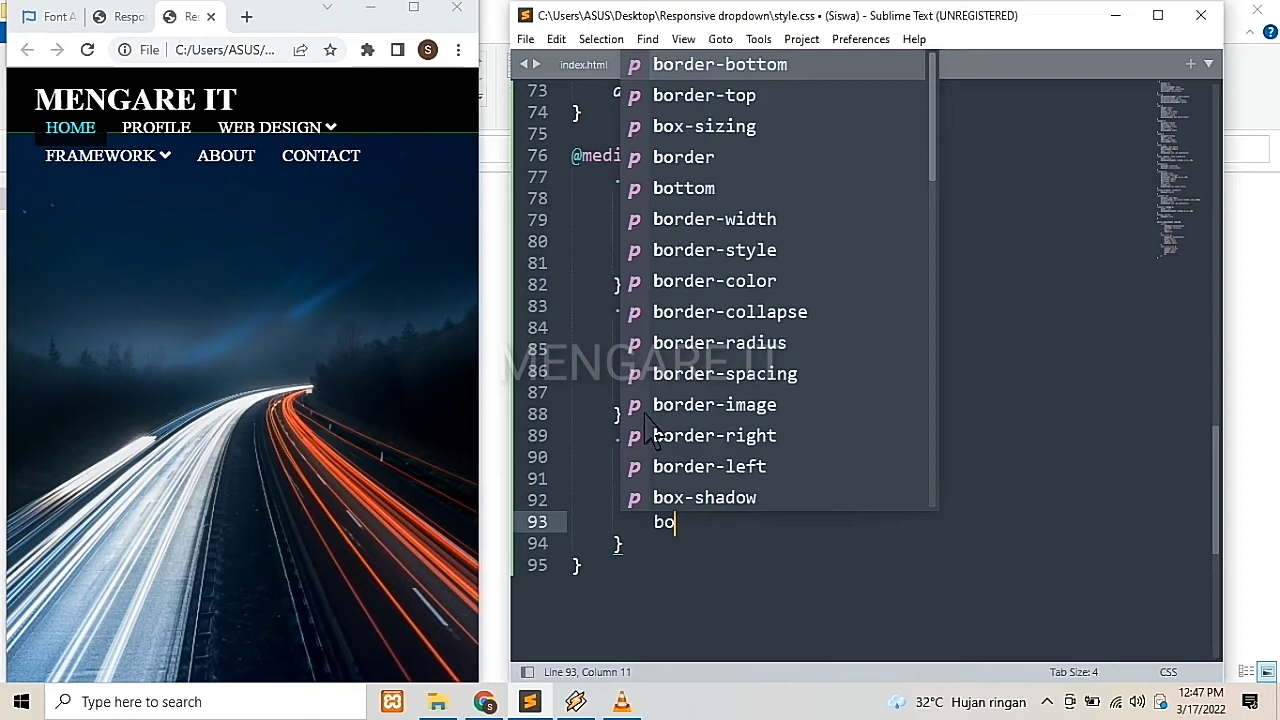 Font A
Respo
Re
File C:/Users/ASUS/...
S
MENGARE IT
HOME PROFILE WEB DESIGN
FRAMEWORK ABOUT CONTACT
C:\Users\ASUS\Desktop\Responsive dropdown\style.css • (Siswa) - Sublime Text (UNREGISTERED)
File Edit Selection Find View Goto Tools Project Preferences Help
index.html
p border-bottom
p border-top
p box-sizing
p border
p bottom
p border-width
p border-style
p border-color
p border-collapse
p border-radius
p border-spacing
p border-image
p border-right
p border-left
p box-shadow
73 a
74 }
75
76 @medi
77
78
79
80
81
82 }
83
84
85
86
87
88 }
89
90
91
92
93 bo
94 }
95 }
MENGARE IT
Line 93, Column 11
Tab Size: 4
CSS
Type here to search
32°C Hujan ringan
12:47 PM
3/17/2022